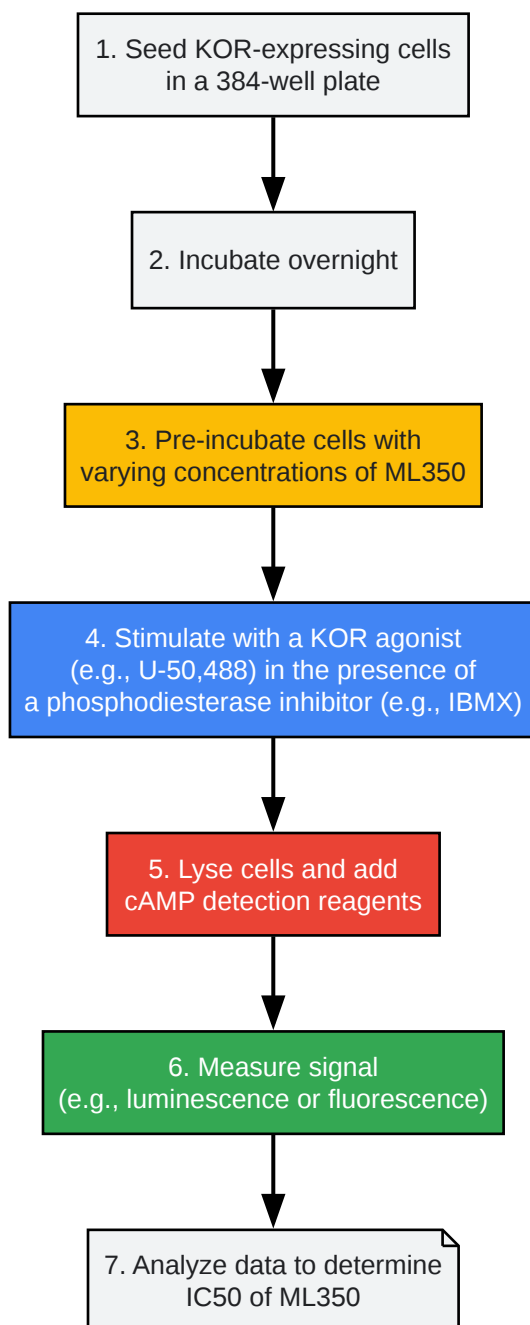 1. Seed KOR-expressing cells
in a 384-well plate
2. Incubate overnight
3. Pre-incubate cells with
varying concentrations of ML350
4. Stimulate with a KOR agonist
(e.g., U-50,488) in the presence of
a phosphodiesterase inhibitor (e.g., IBMX)
5. Lyse cells and add
cAMP detection reagents
6. Measure signal
(e.g., luminescence or fluorescence)
7. Analyze data to determine
IC50 of ML350